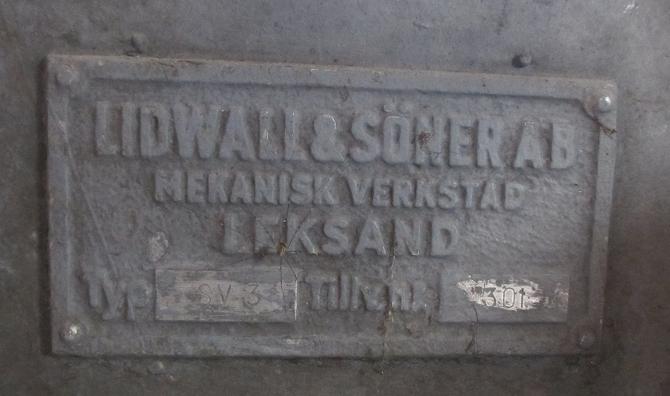 LIDWALL & SÖNER AB
MEKANISK VERKSTAD
LEKSAND
Typ SV-3 Tillv.nr. 301